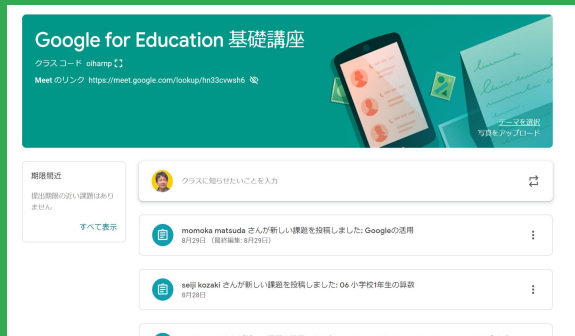 Google for Education 基礎講座
クラス コード oihamp
Meet のリンク https://meet.google.com/lookup/hn33cvwsh6
テーマを選択
写真をアップロード
期限間近
提出期限の近い課題はあり
ません
すべて表示
クラスに知らせたいことを入力
momoka matsuda さんが新しい課題を投稿しました: Googleの活用
8月29日 （最終編集: 8月29日）
seiji kozaki さんが新しい課題を投稿しました: 06 小学校1年生の算数
8月28日